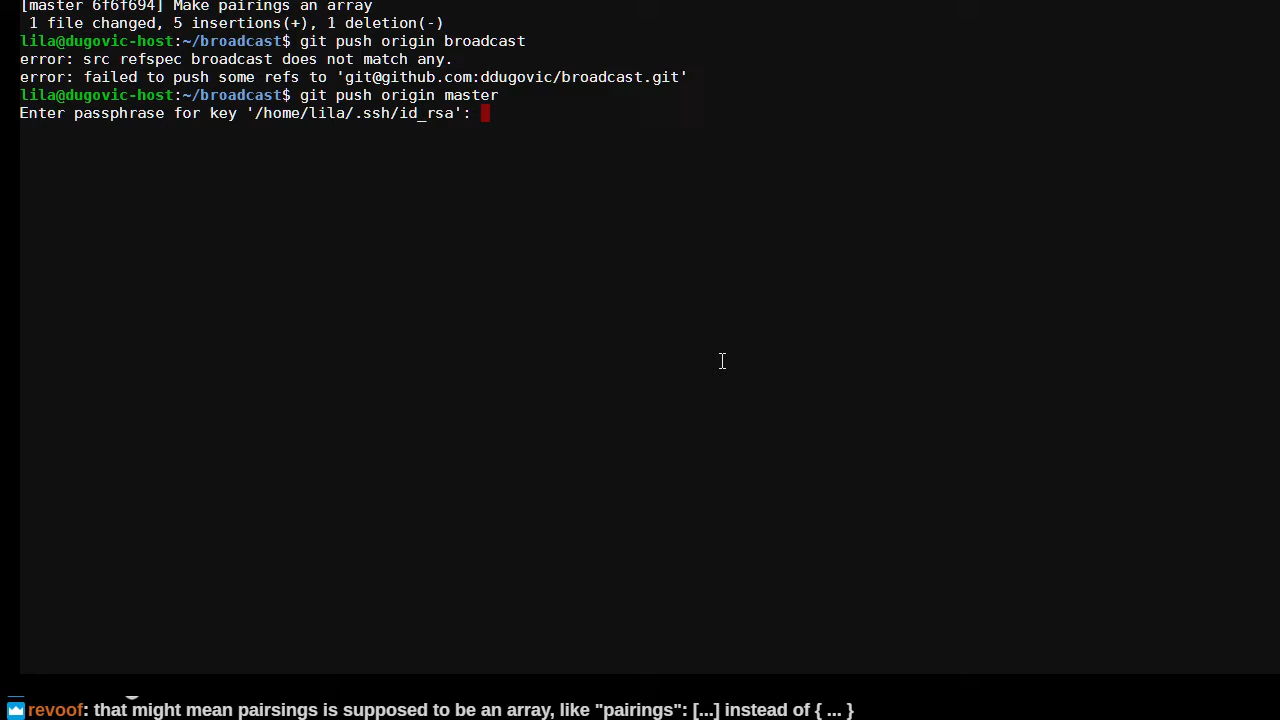 [master 6f6f694] Make pairings an array
1 file changed, 5 insertions(+), 1 deletion(-)
lila@dugovic-host:~/broadcast$ git push origin broadcast
error: src refspec broadcast does not match any.
error: failed to push some refs to 'git@github.com:ddugovic/broadcast.git'
lila@dugovic-host:~/broadcast$ git push origin master
Enter passphrase for key '/home/lila/.ssh/id_rsa':
revoof: that might mean pairsings is supposed to be an array, like "pairings": [...] instead of { ... }